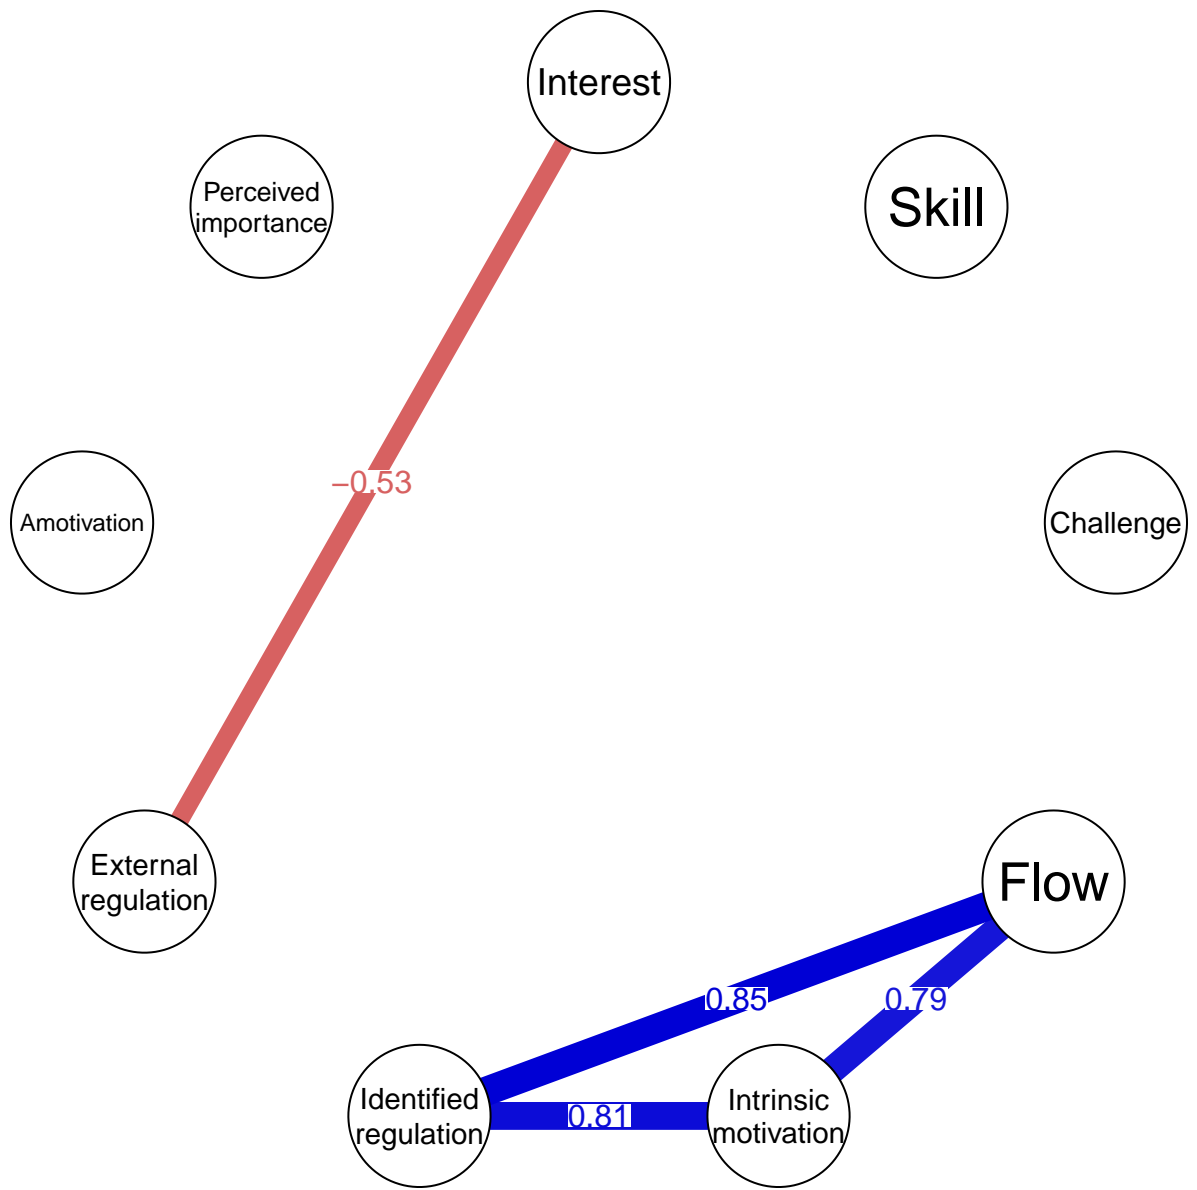 Interest
Perceived
importance
Skill
−0.53
Amotivation
Challenge
External
regulation
Flow
0.85
0.79
Identified
regulation
0.81
Intrinsic
motivation